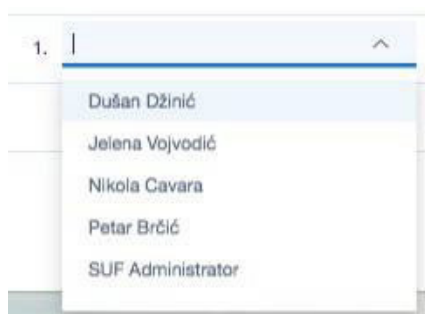 1.
Dušan Džinić
Jelena Vojvodić
Nikola Cavara
Petar Brčić
SUF Administrator